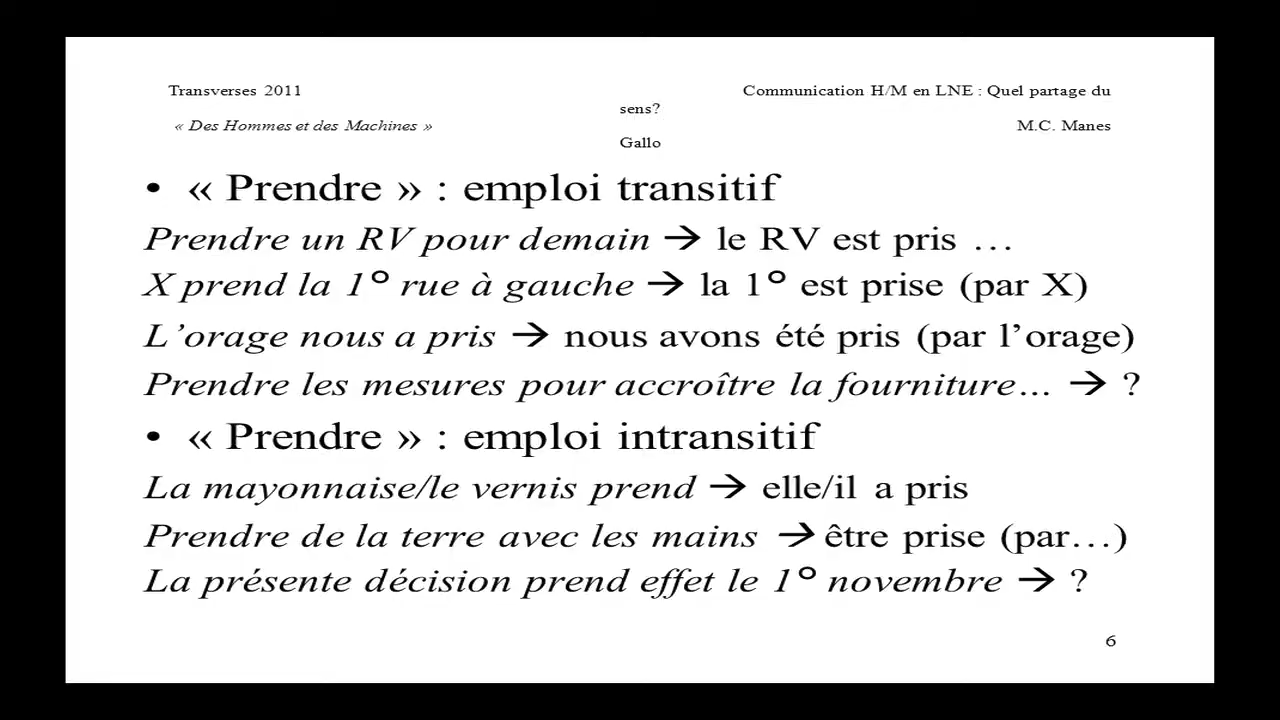 Transverses 2011 Communication H/M en LNE : Quel partage du
sens?
« Des Hommes et des Machines » M.C. Manes
Gallo
• « Prendre » : emploi transitif
Prendre un RV pour demain → le RV est pris …
X prend la 1° rue à gauche → la 1° est prise (par X)
L’orage nous a pris → nous avons été pris (par l’orage)
Prendre les mesures pour accroître la fourniture… → ?
• « Prendre » : emploi intransitif
La mayonnaise/le vernis prend → elle/il a pris
Prendre de la terre avec les mains → être prise (par…)
La présente décision prend effet le 1° novembre → ?
6